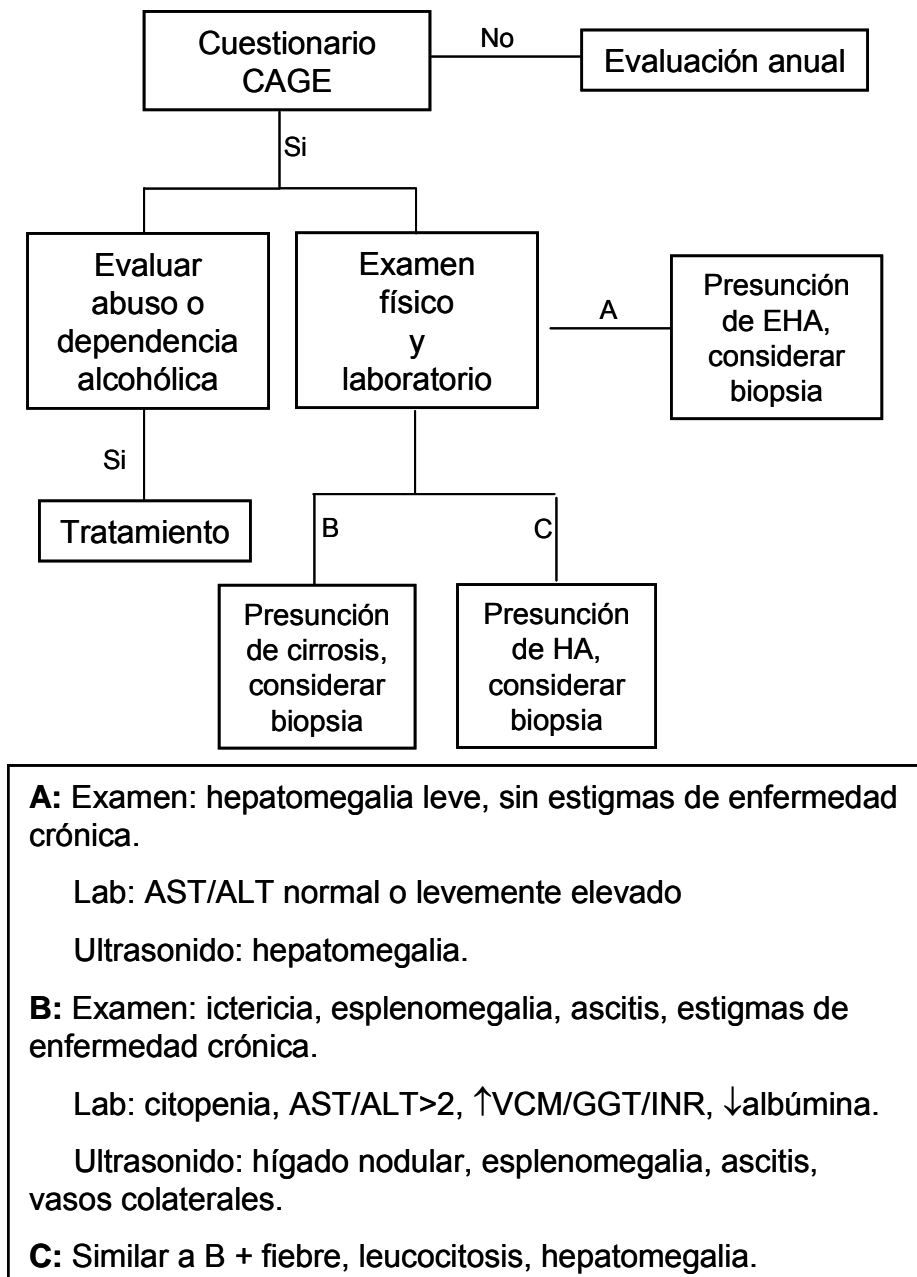 Cuestionario
CAGE
No
Evaluación anual
Si
Evaluar
abuso o
dependencia
alcohólica
Examen
físico
y
laboratorio
A
Presunción
de EHA,
considerar
biopsia
Si
Tratamiento
B
C
Presunción
de cirrosis,
considerar
biopsia
Presunción
de HA,
considerar
biopsia
A: Examen: hepatomegalia leve, sin estigmas de enfermedad
crónica.
Lab: AST/ALT normal o levemente elevado
Ultrasonido: hepatomegalia.
B: Examen: ictericia, esplenomegalia, ascitis, estigmas de
enfermedad crónica.
Lab: citopenia, AST/ALT>2, ↑VCM/GGT/INR, ↓albúmina.
Ultrasonido: hígado nodular, esplenomegalia, ascitis,
vasos colaterales.
C: Similar a B + fiebre, leucocitosis, hepatomegalia.